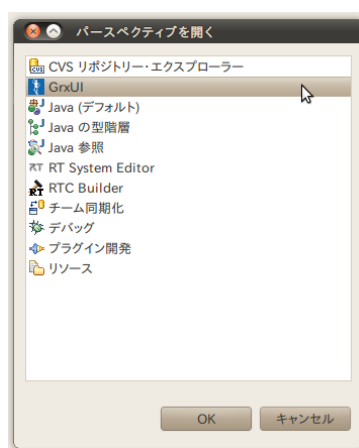 パースペクティブを開く
CVS リポジトリー・エクスプローラー
GrxUI
Java (デフォルト)
Java の型階層
Java 参照
RT RT System Editor
RTC Builder
チーム同期化
デバッグ
プラグイン開発
リソース
OK キャンセル